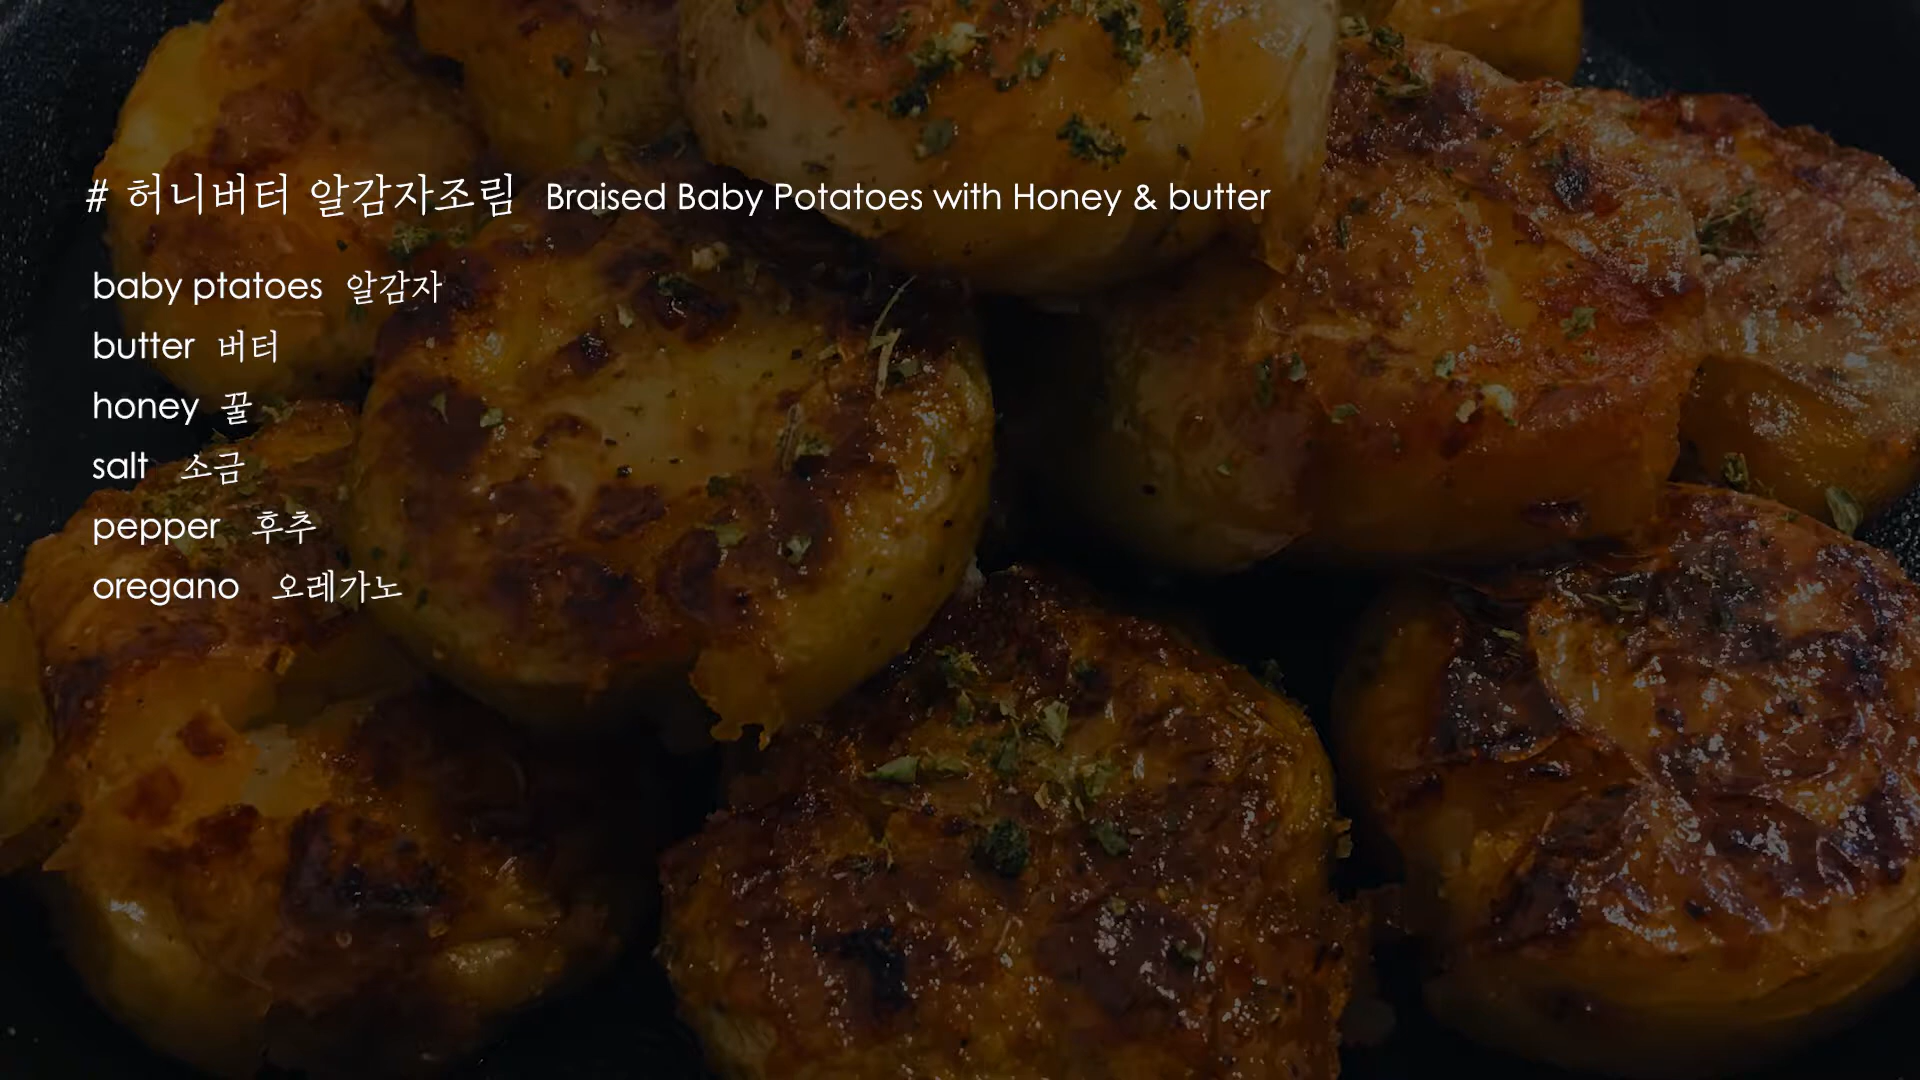 # 허니버터 알감자조림 Braised Baby Potatoes with Honey & butter
baby ptatoes 알감자
butter 버터
honey 꿀
salt 소금
pepper 후추
oregano 오레가노